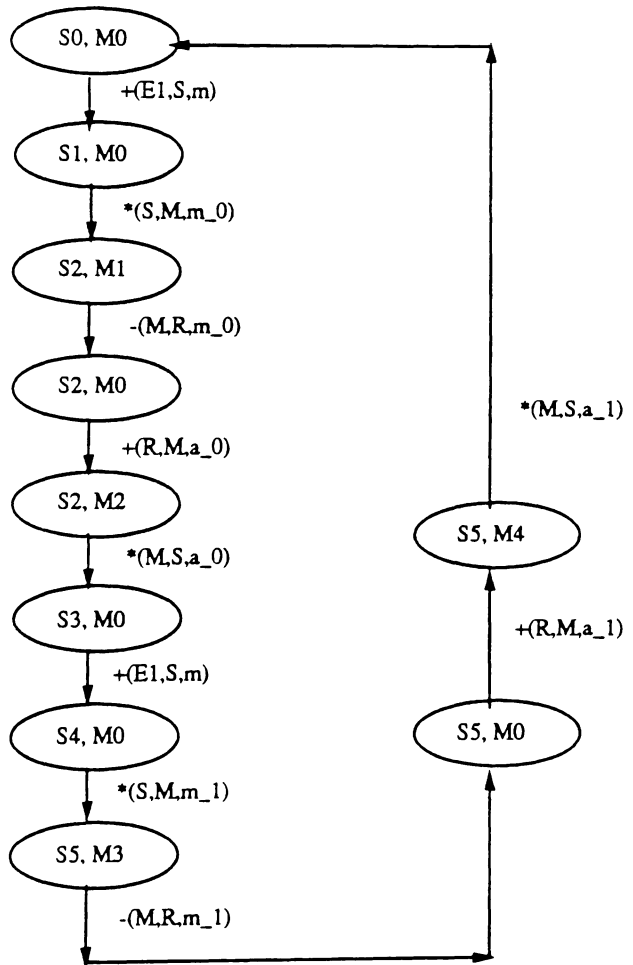 S0, M0
+(E1,S,m)
S1, M0
*(S,M,m_0)
S2, M1
-(M,R,m_0)
S2, M0
+(R,M,a_0)
S2, M2
*(M,S,a_0)
S3, M0
+(E1,S,m)
S4, M0
*(S,M,m_1)
S5, M3
-(M,R,m_1)
*(M,S,a_1)
S5, M4
+(R,M,a_1)
S5, M0